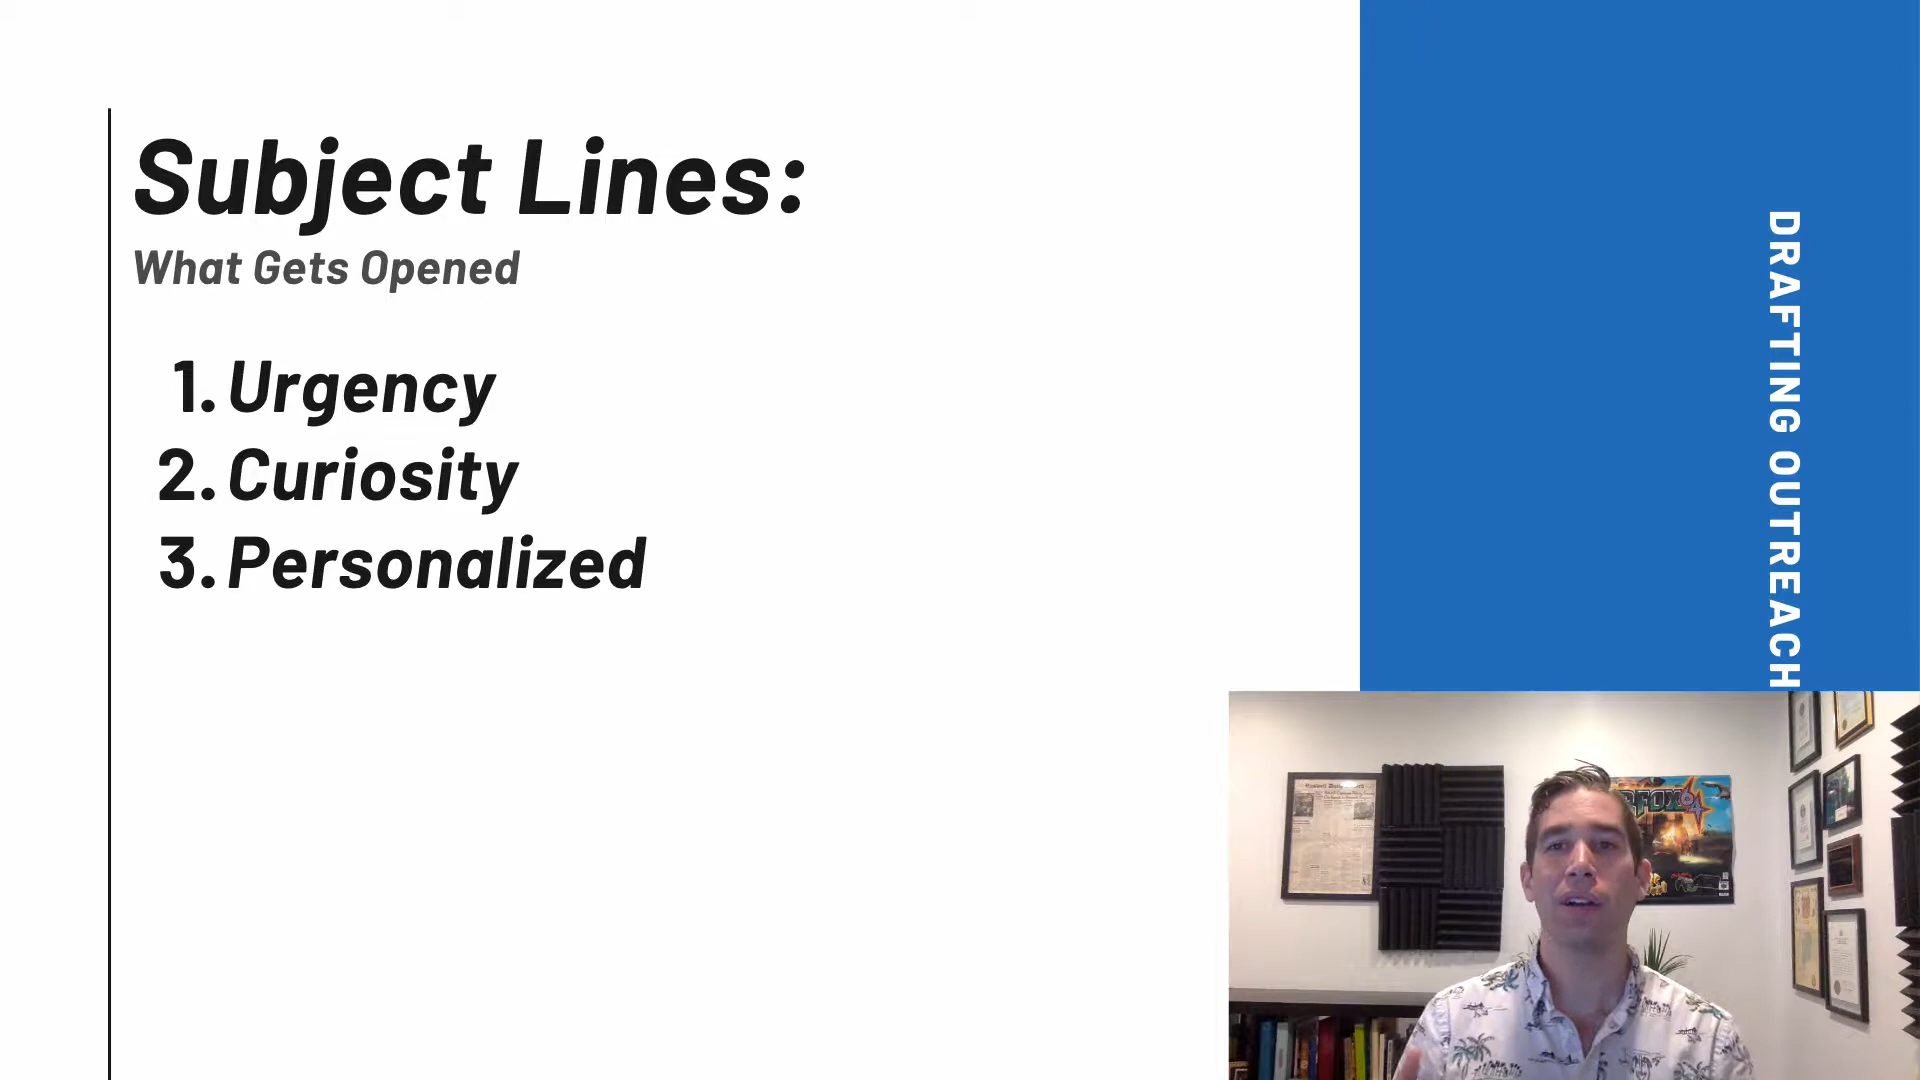 Subject Lines:
What Gets Opened
1. Urgency
2. Curiosity
3. Personalized
DRAFTING OUTREACH